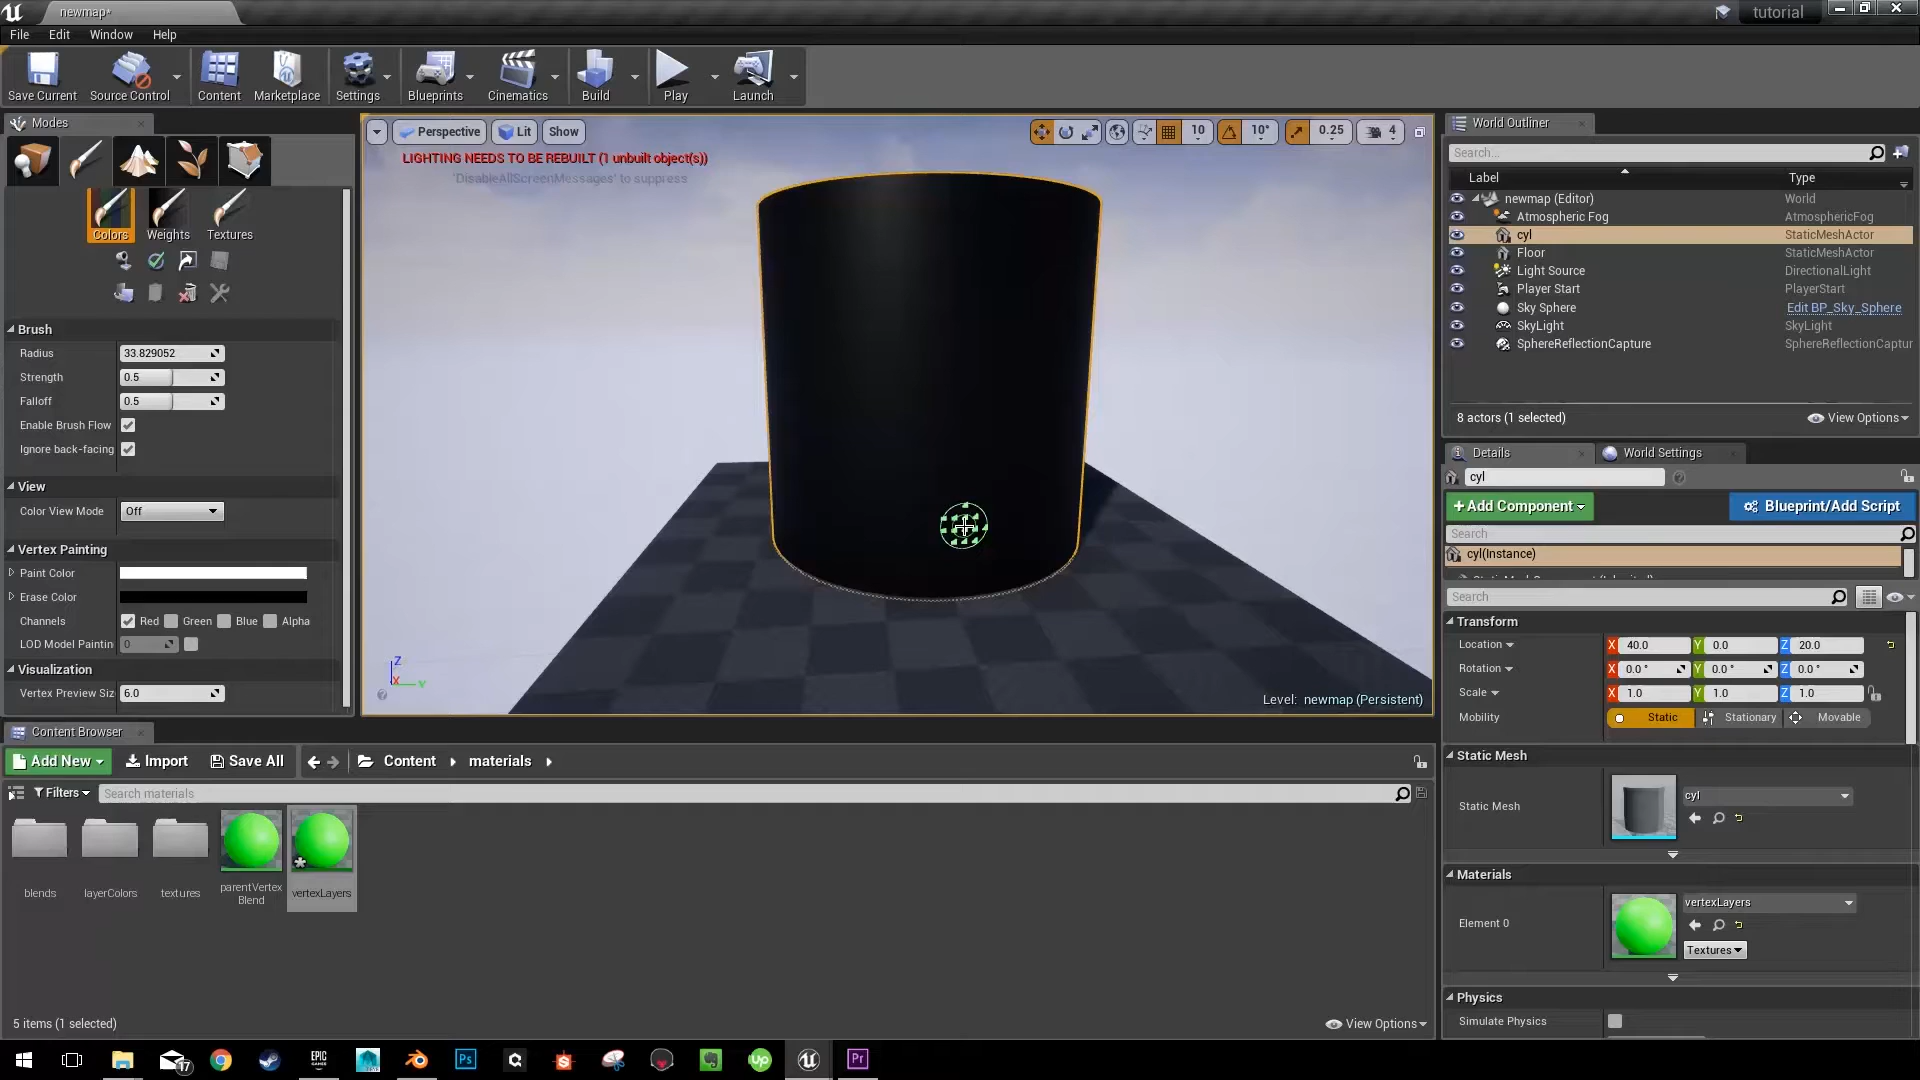 newmap*
tutorial
File Edit Window Help
Save Current Source Control Content Marketplace Settings Blueprints Cinematics Build Play Launch
Modes
Colors Weights Textures
Brush
Radius 33.829052
Strength 0.5
Falloff 0.5
Enable Brush Flow
Ignore back-facing
View
Color View Mode Off
Vertex Painting
Paint Color
Erase Color
Channels Red Green Blue Alpha
LOD Model Paintin 0
Visualization
Vertex Preview Siz 6.0
Perspective Lit Show 10 10° 0.25 4
LIGHTING NEEDS TO BE REBUILT (1 unbuilt object(s))
'DisableAllScreenMessages' to suppress
Z
X Y
Level: newmap (Persistent)
World Outliner
Search...
Label Type
newmap (Editor) World
Atmospheric Fog AtmosphericFog
cyl StaticMeshActor
Floor StaticMeshActor
Light Source DirectionalLight
Player Start PlayerStart
Sky Sphere Edit BP_Sky_Sphere
SkyLight SkyLight
SphereReflectionCapture SphereReflectionCaptur
8 actors (1 selected) View Options
Details World Settings
cyl
+Add Component Blueprint/Add Script
Search
cyl(Instance)
Search
Transform
Location X 40.0 Y 0.0 Z 20.0
Rotation X 0.0° Y 0.0° Z 0.0°
Scale X 1.0 Y 1.0 Z 1.0
Mobility Static Stationary Movable
Static Mesh
Static Mesh cyl
Materials
Element 0 vertexLayers
Textures
Physics
Simulate Physics
Content Browser
Add New Import Save All Content materials
Filters Search materials
blends layerColors textures parentVertex
Blend vertexLayers
5 items (1 selected) View Options
17 EPIC GAMES Ps Up Pr